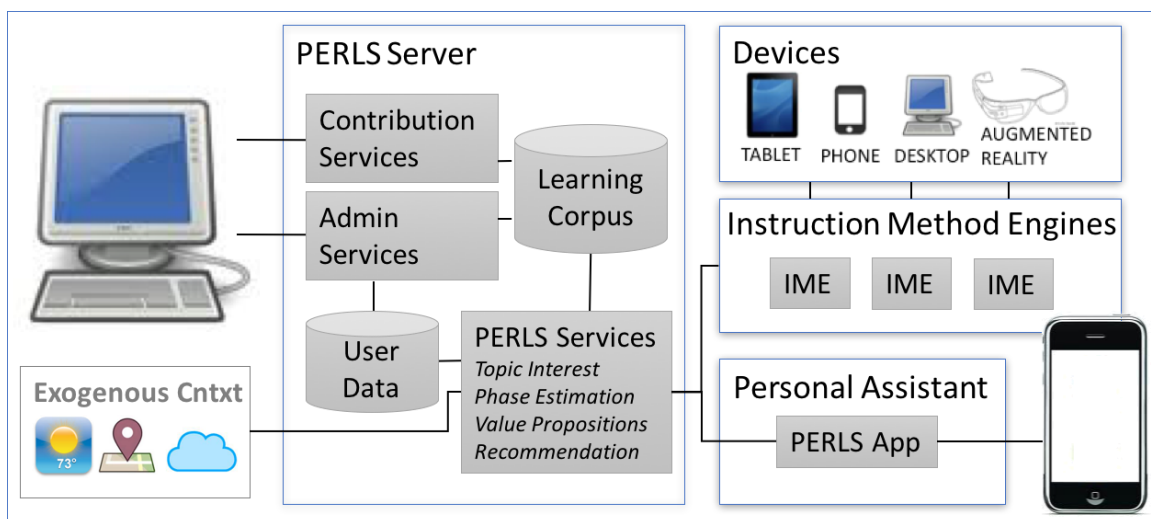 PERLS Server
Contribution
Services
Admin
Services
Learning
Corpus
User
Data
PERLS Services
Topic Interest
Phase Estimation
Value Propositions
Recommendation
Exogenous Cntxt
73°
Devices
TABLET
PHONE
DESKTOP
AUGMENTED
REALITY
Instruction Method Engines
IME
IME
IME
Personal Assistant
PERLS App